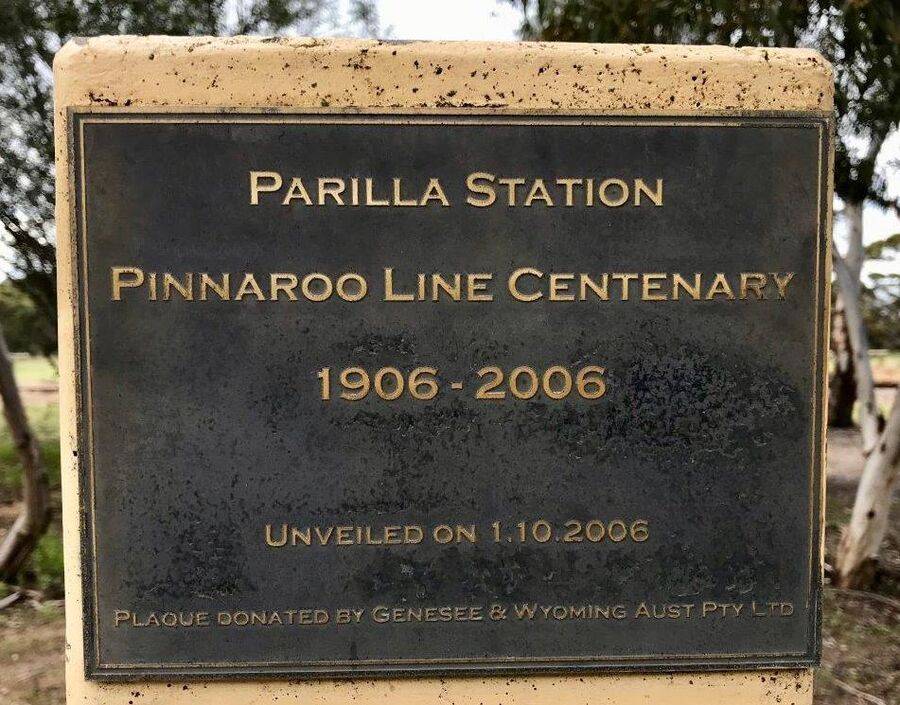 PARILLA STATION
PINNAROO LINE CENTENARY
1906 - 2006
UNVEILED ON 1.10.2006
PLAQUE DONATED BY GENESEE & WYOMING AUST PTY LTD